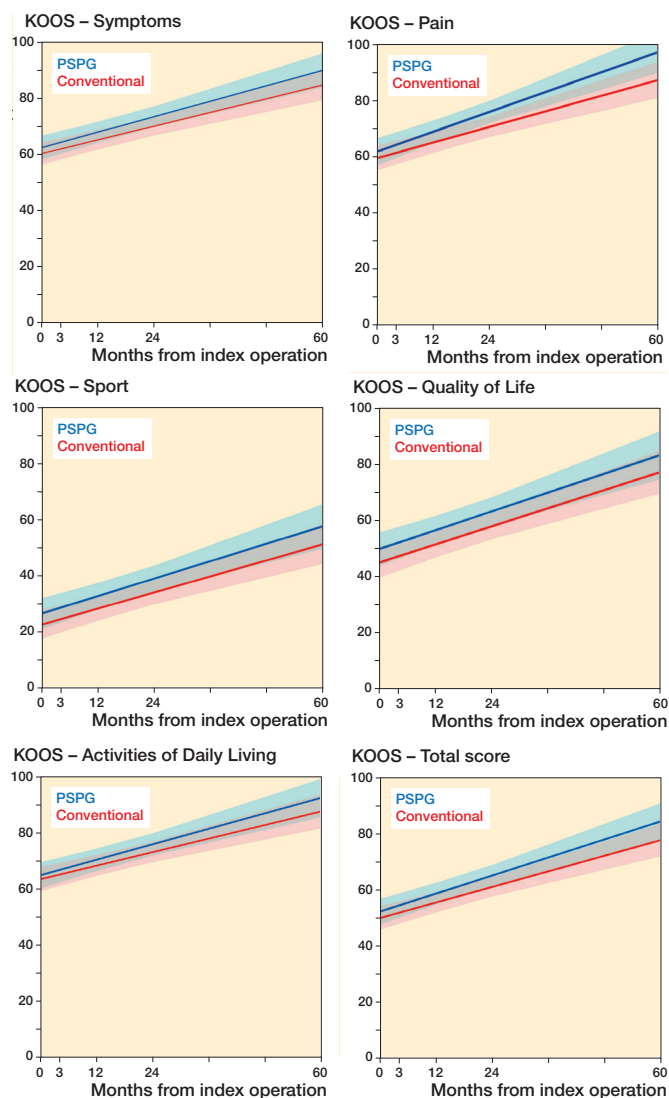 KOOS – Symptoms
100
80
60
40
20
0
PSPG
Conventional
0 3 12 24 60
Months from index operation
KOOS – Pain
100
80
60
40
20
0
PSPG
Conventional
0 3 12 24 60
Months from index operation
KOOS – Sport
100
80
60
40
20
0
PSPG
Conventional
0 3 12 24 60
Months from index operation
KOOS – Quality of Life
100
80
60
40
20
0
PSPG
Conventional
0 3 12 24 60
Months from index operation
KOOS – Activities of Daily Living
100
80
60
40
20
0
PSPG
Conventional
0 3 12 24 60
Months from index operation
KOOS – Total score
100
80
60
40
20
0
PSPG
Conventional
0 3 12 24 60
Months from index operation